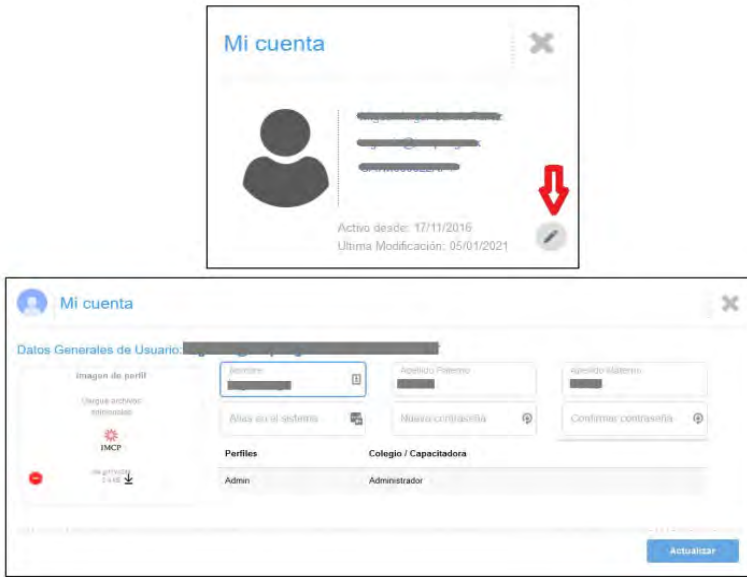 Mi cuenta
Activo desde: 17/11/2016
Ultima Modificación: 05/01/2021
Mi cuenta
Datos Generales de Usuario:
Imagen de perfil
Nombre
Apellido Paterno
Apellido Materno
Cargue archivos
IMCP
Alias en el sistema
Nueva contraseña
Confirmar contraseña
Perfiles
Colegio / Capacitadora
Admin
Administrador
Actualizar